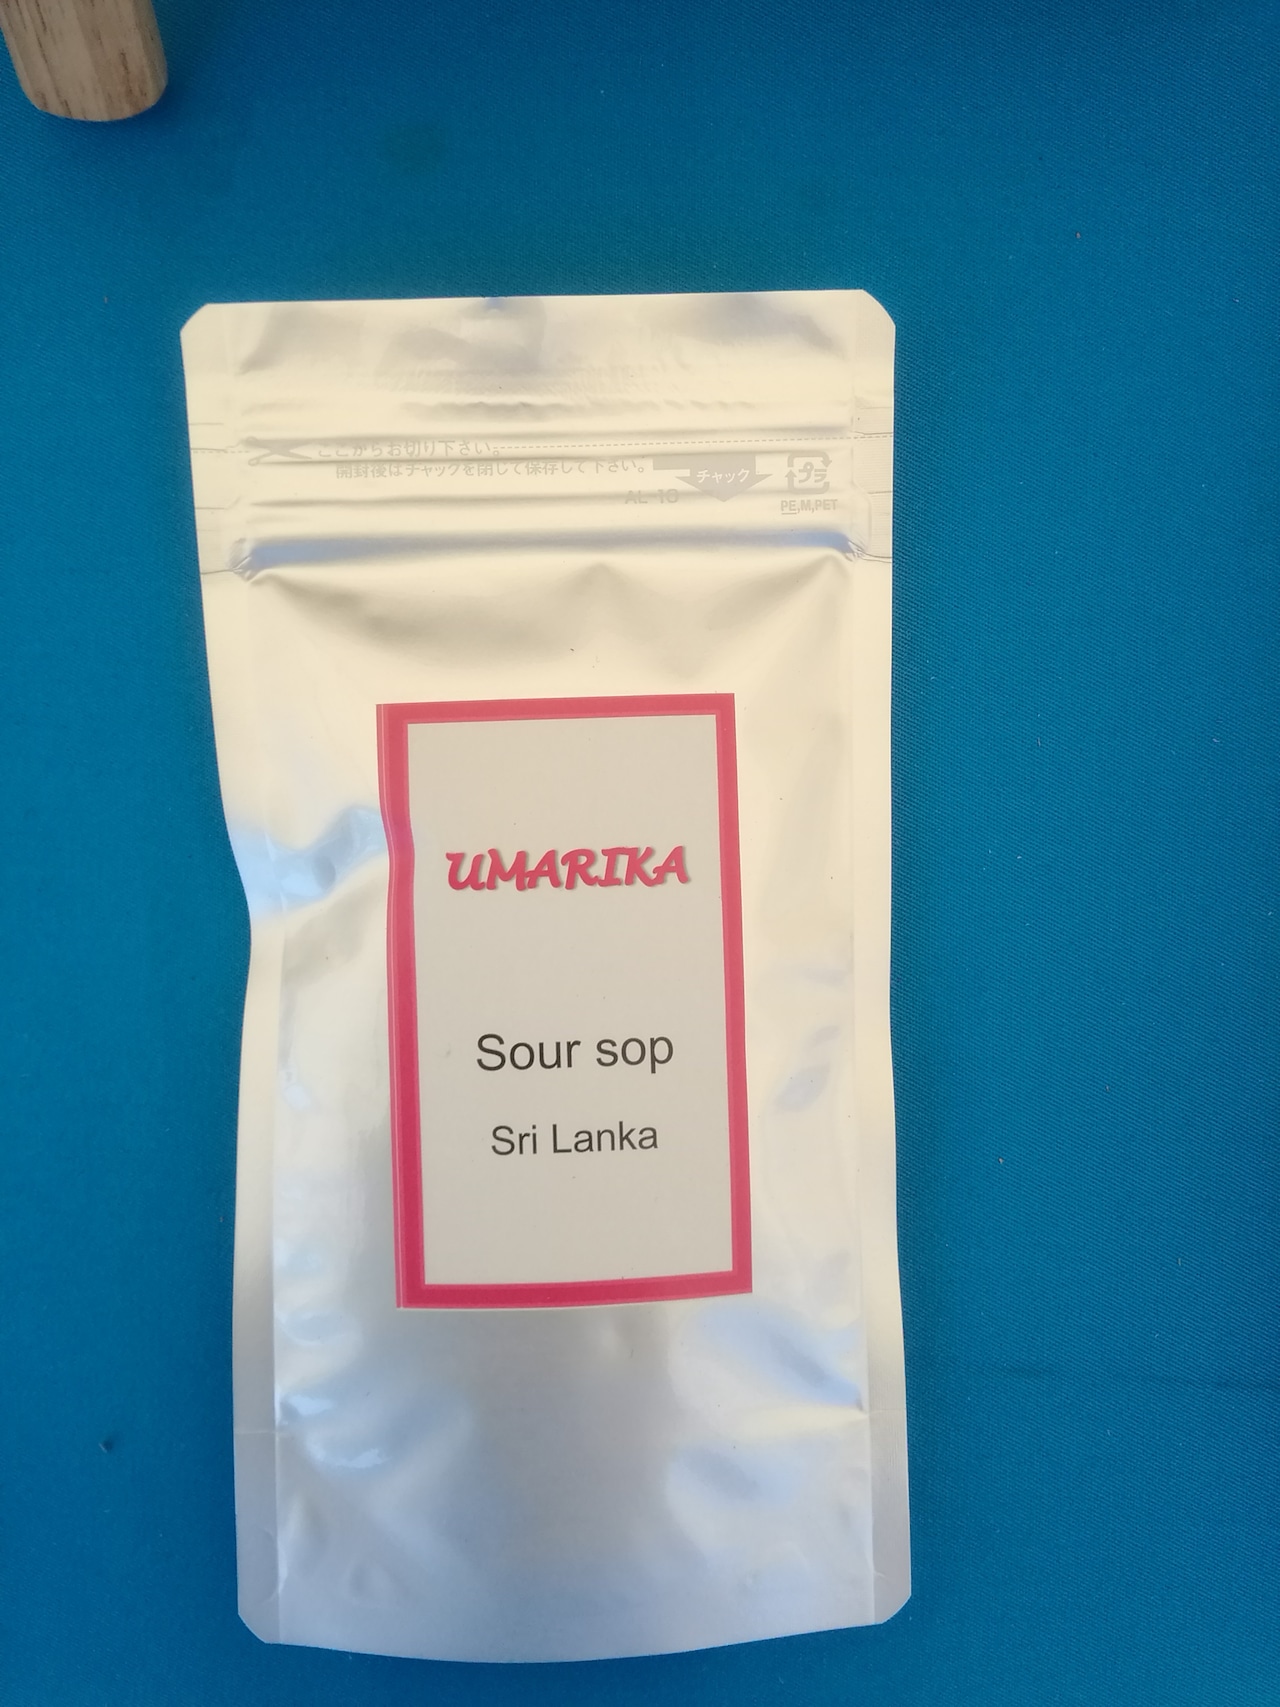 ここからお切り下さい。
開封後はチャックを閉じて保存して下さい。
チャック
プラ
AL-10
PE,M,PET
UMARIKA
Sour sop
Sri Lanka